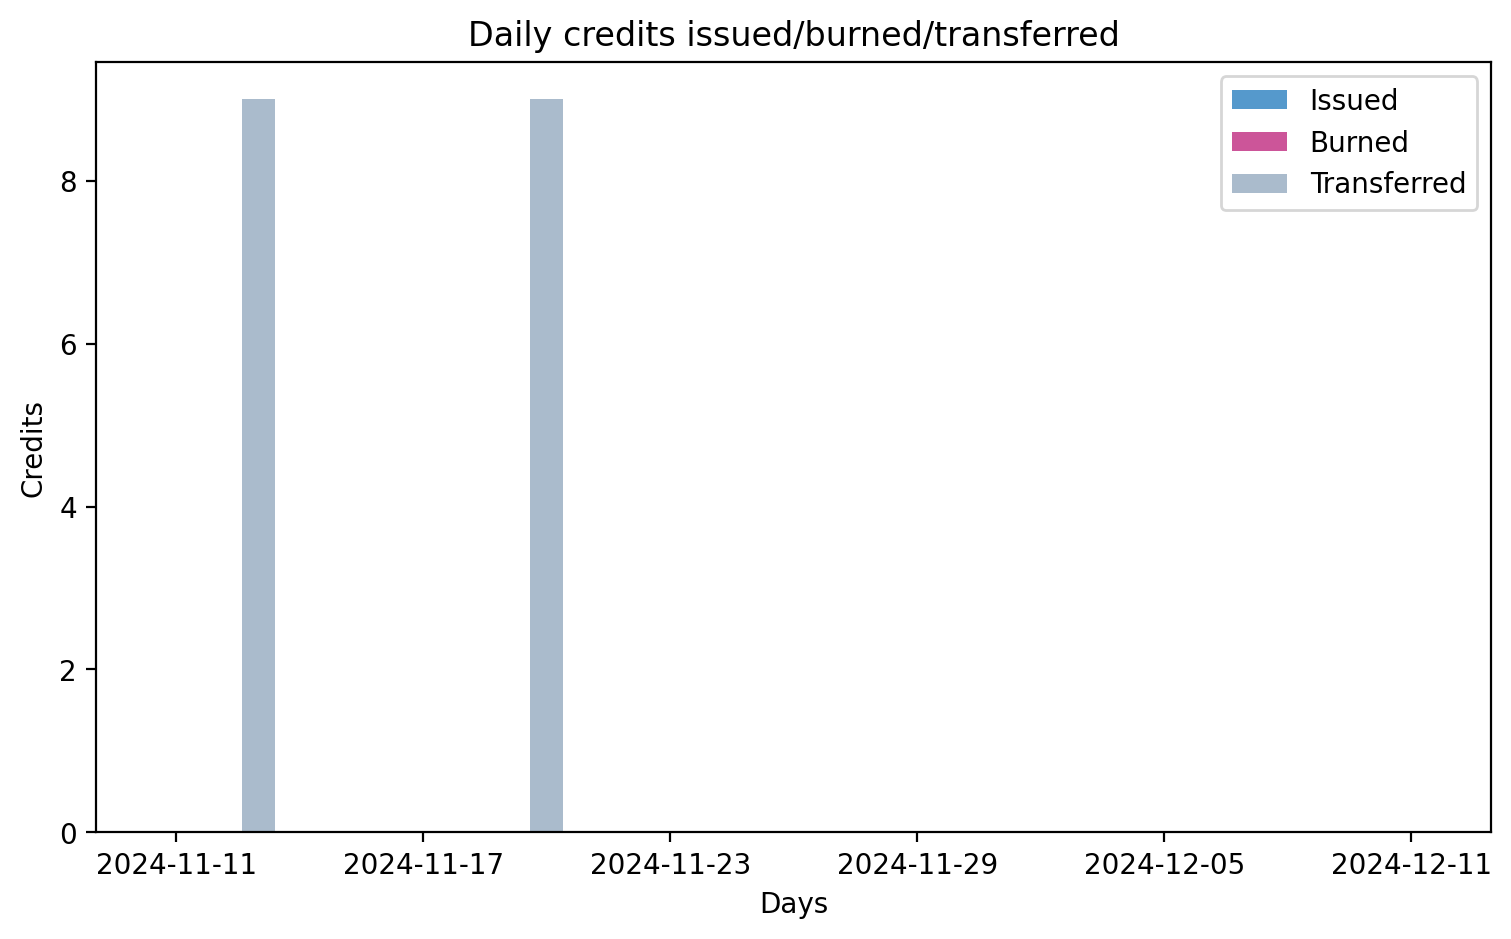 Daily credits issued/burned/transferred
Issued
Burned
Transferred
8
6
4
2
0
Credits
2024-11-11 2024-11-17 2024-11-23 2024-11-29 2024-12-05 2024-12-11
Days